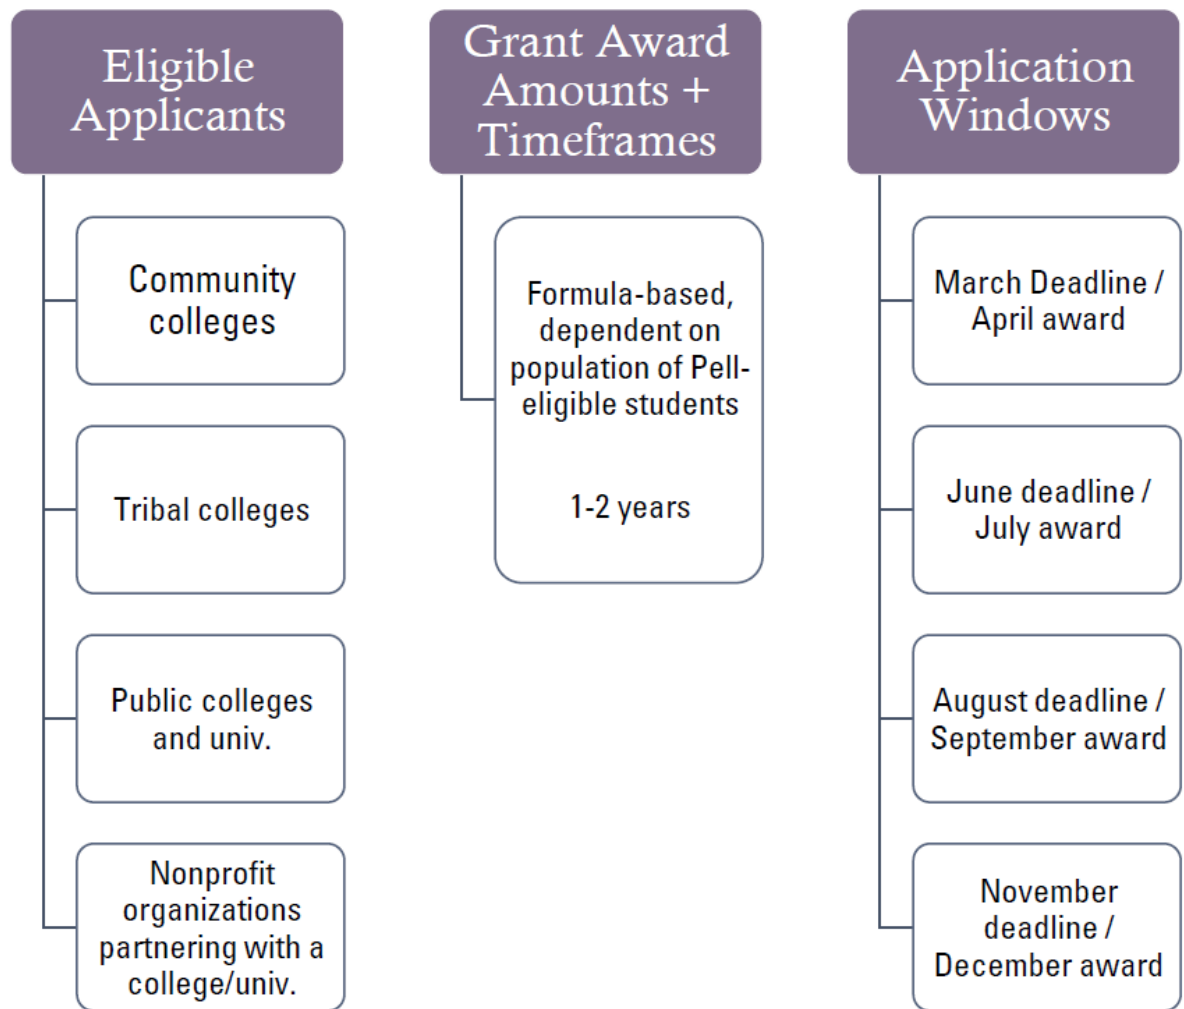 Eligible
Applicants
Community
colleges
Tribal colleges
Public colleges
and univ.
Nonprofit
organizations
partnering with a
college/univ.
Grant Award
Amounts +
Timeframes
Formula-based,
dependent on
population of Pell-
eligible students
1-2 years
Application
Windows
March Deadline /
April award
June deadline /
July award
August deadline /
September award
November
deadline /
December award